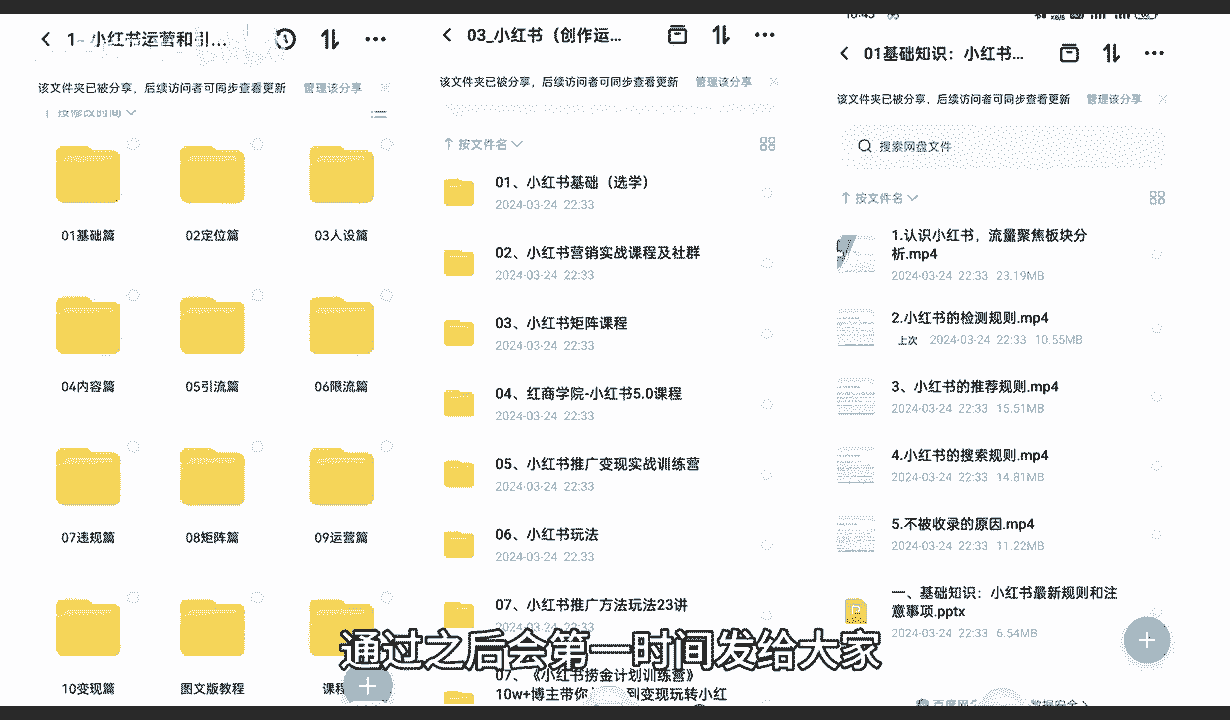 1、小红书运营和引...
该文件夹已被分享，后续访问者可同步查看更新 管理该分享
按修改时间
01基础篇 02定位篇 03人设篇
04内容篇 05引流篇 06限流篇
07违规篇 08矩阵篇 09运营篇
10变现篇 图文版教程 课程
03_小红书（创作运...
该文件夹已被分享，后续访问者可同步查看更新 管理该分享
按文件名
01、小红书基础（选学）
2024-03-24 22:33
02、小红书营销实战课程及社群
2024-03-24 22:33
03、小红书矩阵课程
2024-03-24 22:33
04、红商学院-小红书5.0课程
2024-03-24 22:33
05、小红书推广变现实战训练营
2024-03-24 22:33
06、小红书玩法
2024-03-24 22:33
07、小红书推广方法玩法23讲
2024-03-24 22:33
07、《小红书捞金计划训练营》
10w+博主带你 到变现玩转小红
01基础知识：小红书...
该文件夹已被分享，后续访问者可同步查看更新 管理该分享
搜索网盘文件
按文件名
1.认识小红书，流量聚焦板块分
析.mp4
2024-03-24 22:33 23.19MB
2.小红书的检测规则.mp4
上次 2024-03-24 22:33 10.55MB
3、小红书的推荐规则.mp4
2024-03-24 22:33 15.51MB
4.小红书的搜索规则.mp4
2024-03-24 22:33 14.81MB
5.不被收录的原因.mp4
2024-03-24 22:33 11.22MB
一、基础知识：小红书最新规则和注
意事项.pptx
2024-03-24 22:33 6.54MB
通过之后会第一时间发给大家